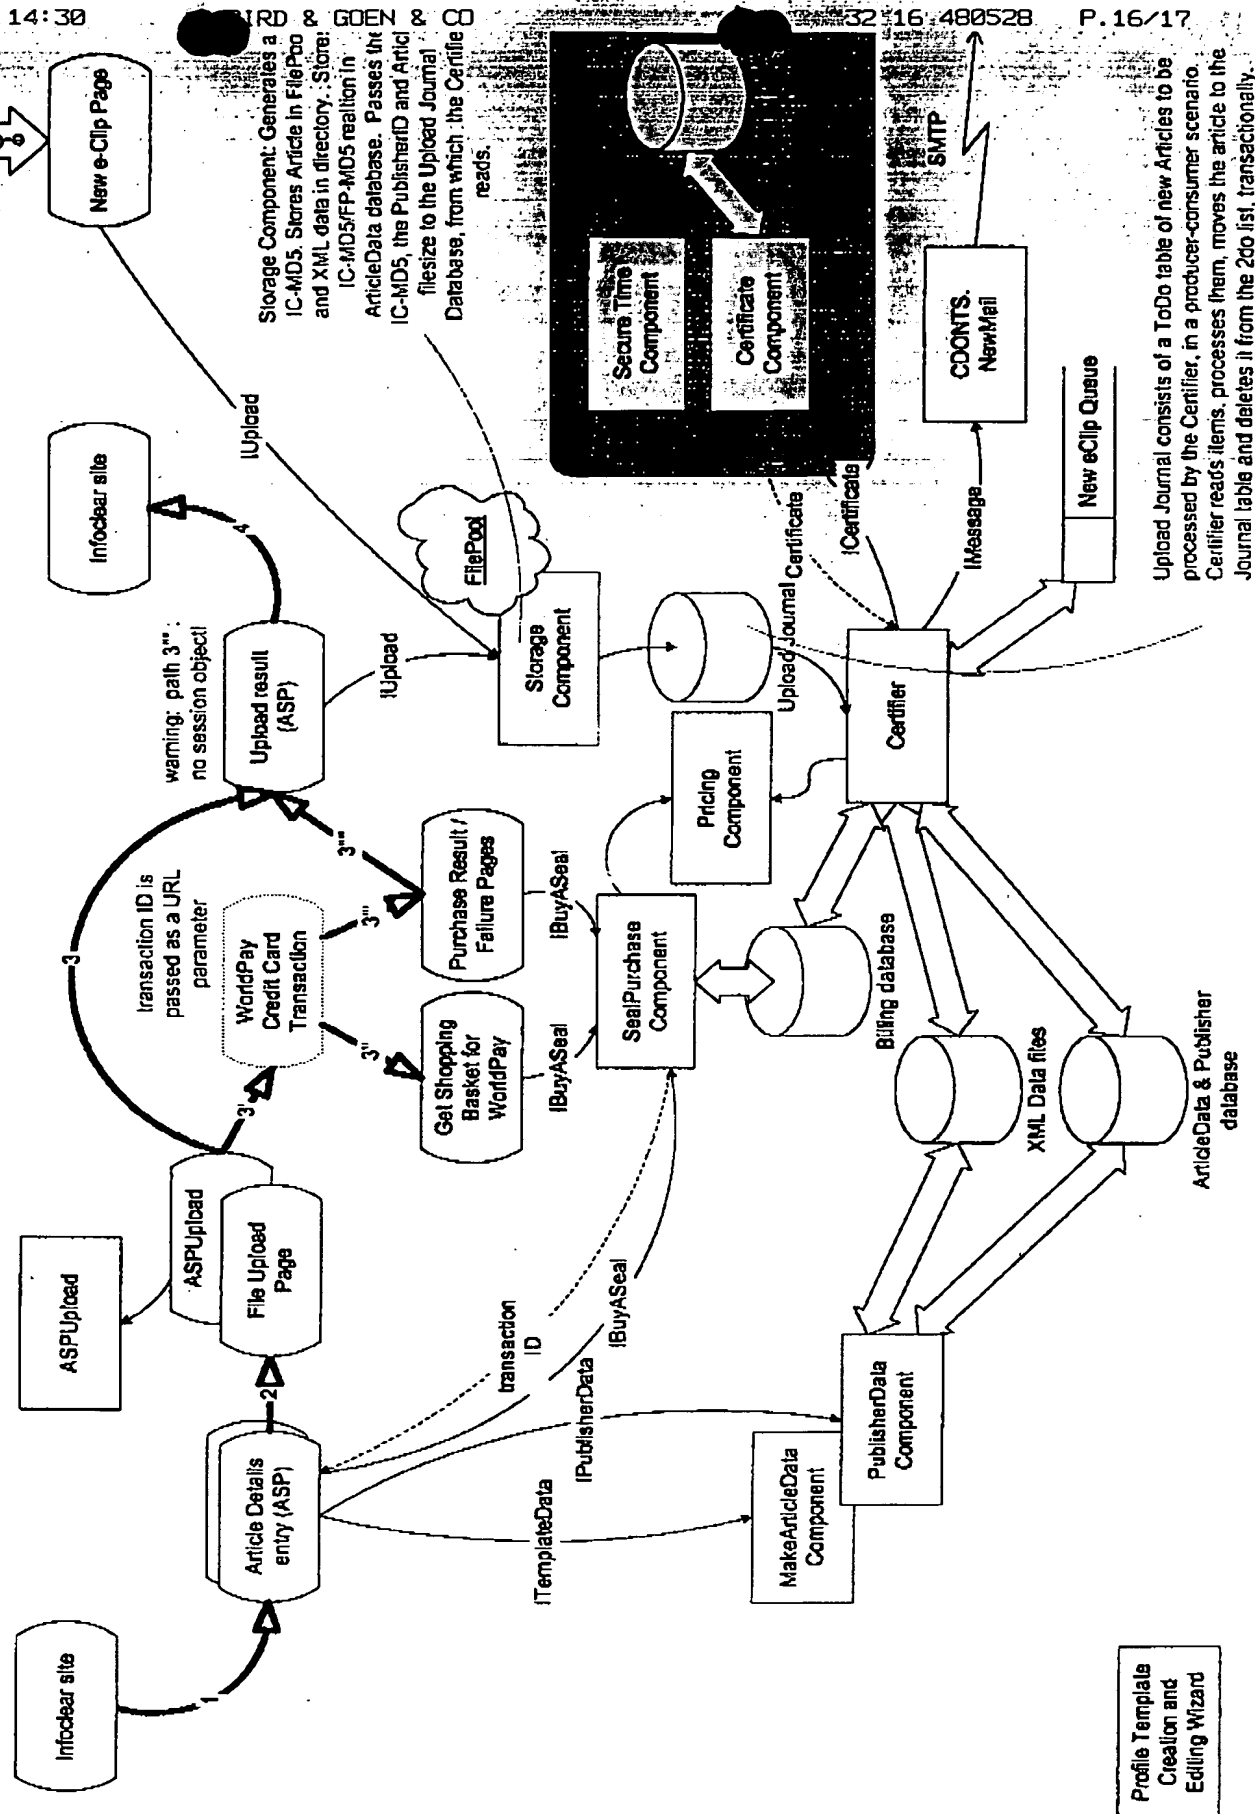 14:30 BIRD & GOEN & CO 32 16 480528 P.16/17
Infoclear site
1
Article Details
entry (ASP)
2
ASPUpload
ASPUpload
File Upload
Page
3
3'
transaction ID is
passed as a URL
parameter
WorldPay
Credit Card
Transaction
3"
3"'
3""
warning: path 3"" :
no session object!
Upload result
(ASP)
4
Infoclear site
6
New e-Clip Page
Get Shopping
Basket for
WorldPay
Purchase Result /
Failure Pages
IBuyASeal
IBuyASeal
IUpload
IUpload
Storage Component: Generates a
IC-MD5. Stores Article in FilePoo
and XML data in directory. Stores
IC-MD5/FP-MD5 realtion in
ArticleData database. Passes the
IC-MD5, the PublisherID and Articl
filesize to the Upload Journal
Database, from which the Cerifie
reads.
FilePool
Storage
Component
transaction
ID
IBuyASeal
IPublisherData
ITemplateData
SealPurchase
Component
Pricing
Component
Upload Journal
Certificate
ICertificate
Secure Time
Component
Certificate
Component
MakeArticleData
Component
PublisherData
Component
Billing database
Certifier
IMessage
CDONTS.
NewMail
SMTP
XML Data files
New eClip Queue
ArticleData & Publisher
database
Upload Journal consists of a ToDo table of new Articles to be
processed by the Certifier, in a producer-consumer scenario.
Certifier reads items, processes them, moves the article to the
Journal table and deletes it from the 2do list, transactionally.
Profile Template
Creation and
Editing Wizard